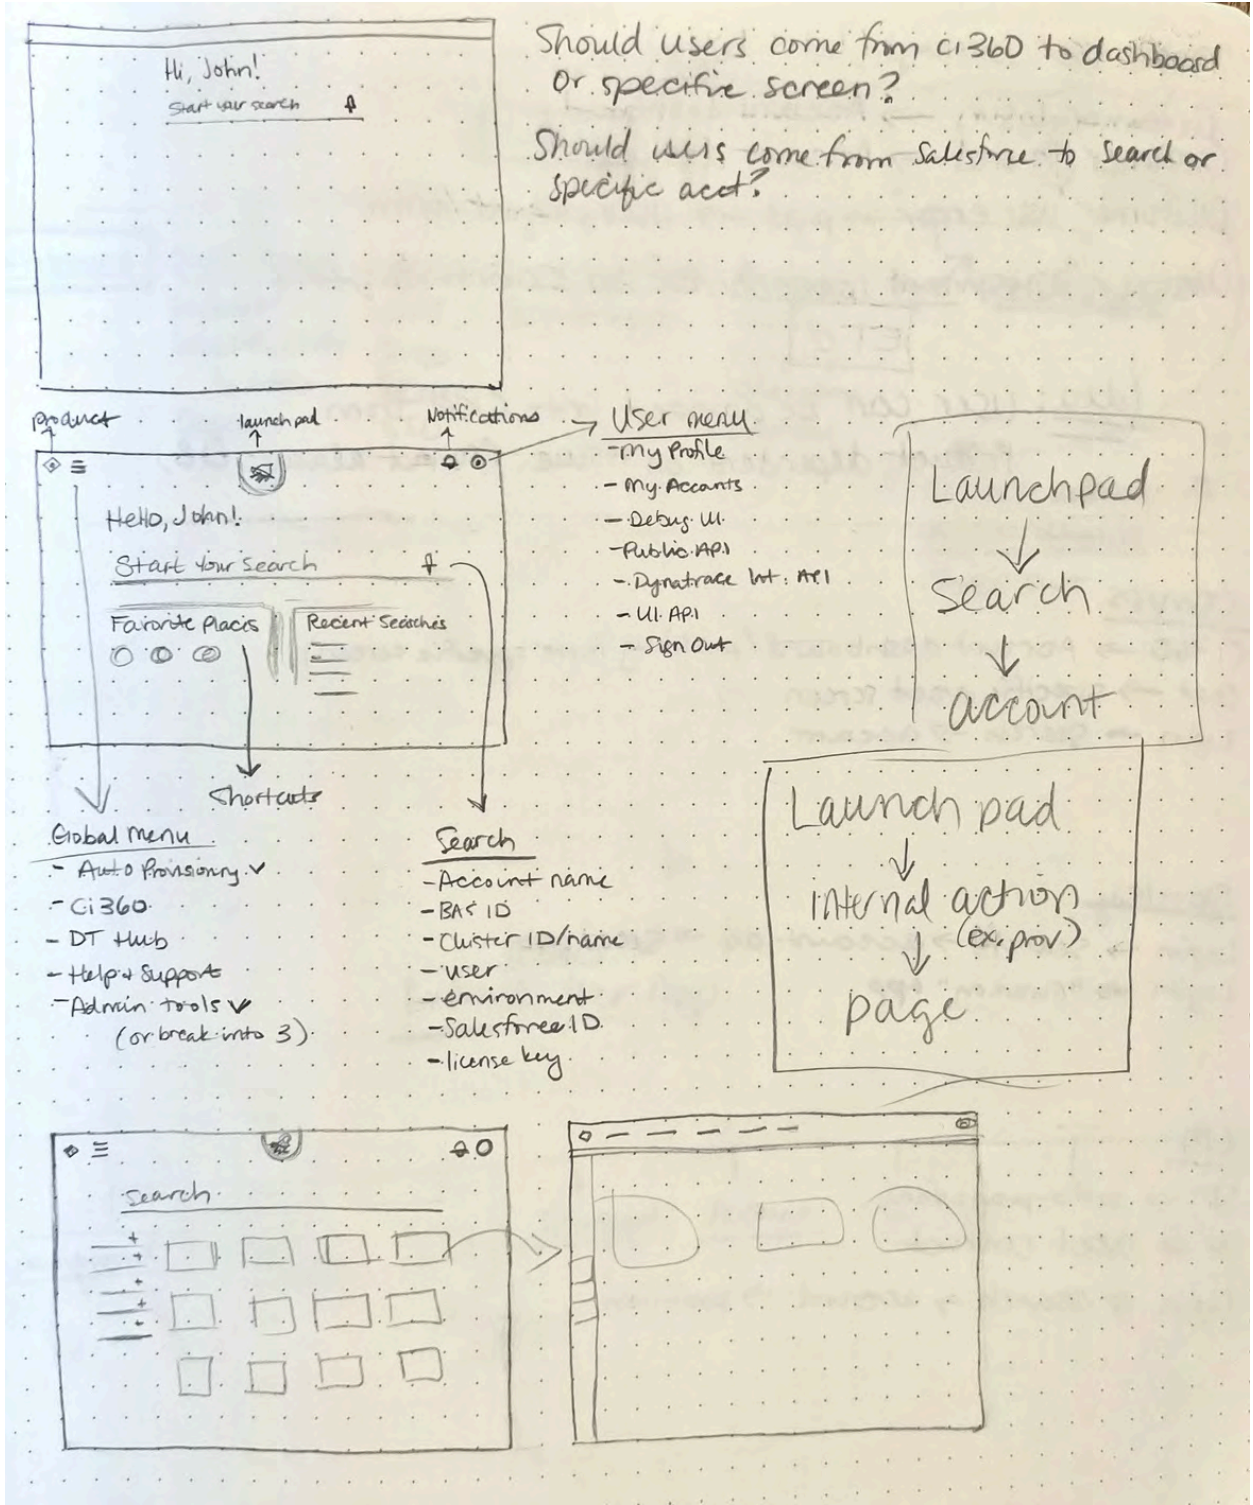 Hi, John!
Start your search
Should users come from Ci360 to dashboard
or specific screen?
Should users come from Salesforce to search or
specific acct?
Product
launchpad
Notifications
Hello, John!
Start your search
Favorite Places
Recent Searches
User menu
- My Profile
- My Accounts
- Debug UI
- Public API
- Dynatrace Int. API
- UI API
- Sign Out
Launchpad
Search
account
Shortcuts
Global Menu
- Auto Provisioning
- Ci360
- DT Hub
- Help + Support
- Admin tools
(or break into 3)
Search
- Account name
- BAS ID
- Cluster ID/name
- user
- environment
- Salesforce ID
- license key
Launchpad
internal action
(ex. prov)
page
search